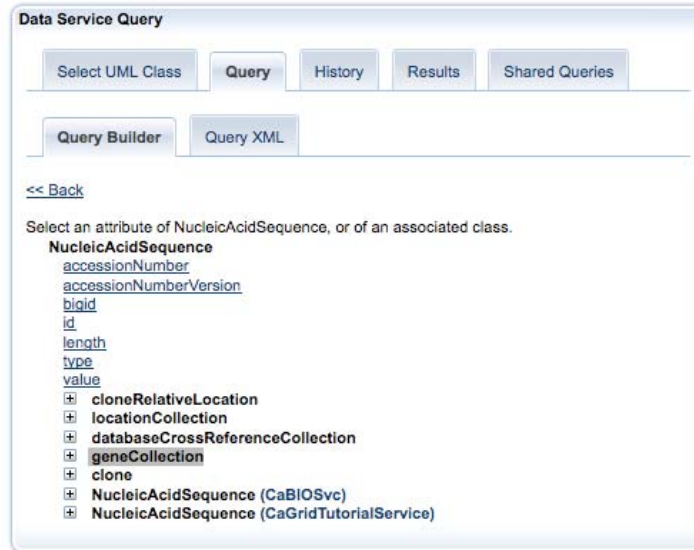 Data Service Query
Select UML Class Query History Results Shared Queries
Query Builder Query XML
<< Back
Select an attribute of NucleicAcidSequence, or of an associated class.
NucleicAcidSequence
accessionNumber
accessionNumberVersion
bigid
id
length
type
value
cloneRelativeLocation
locationCollection
databaseCrossReferenceCollection
geneCollection
clone
NucleicAcidSequence (CaBIOSvc)
NucleicAcidSequence (CaGridTutorialService)